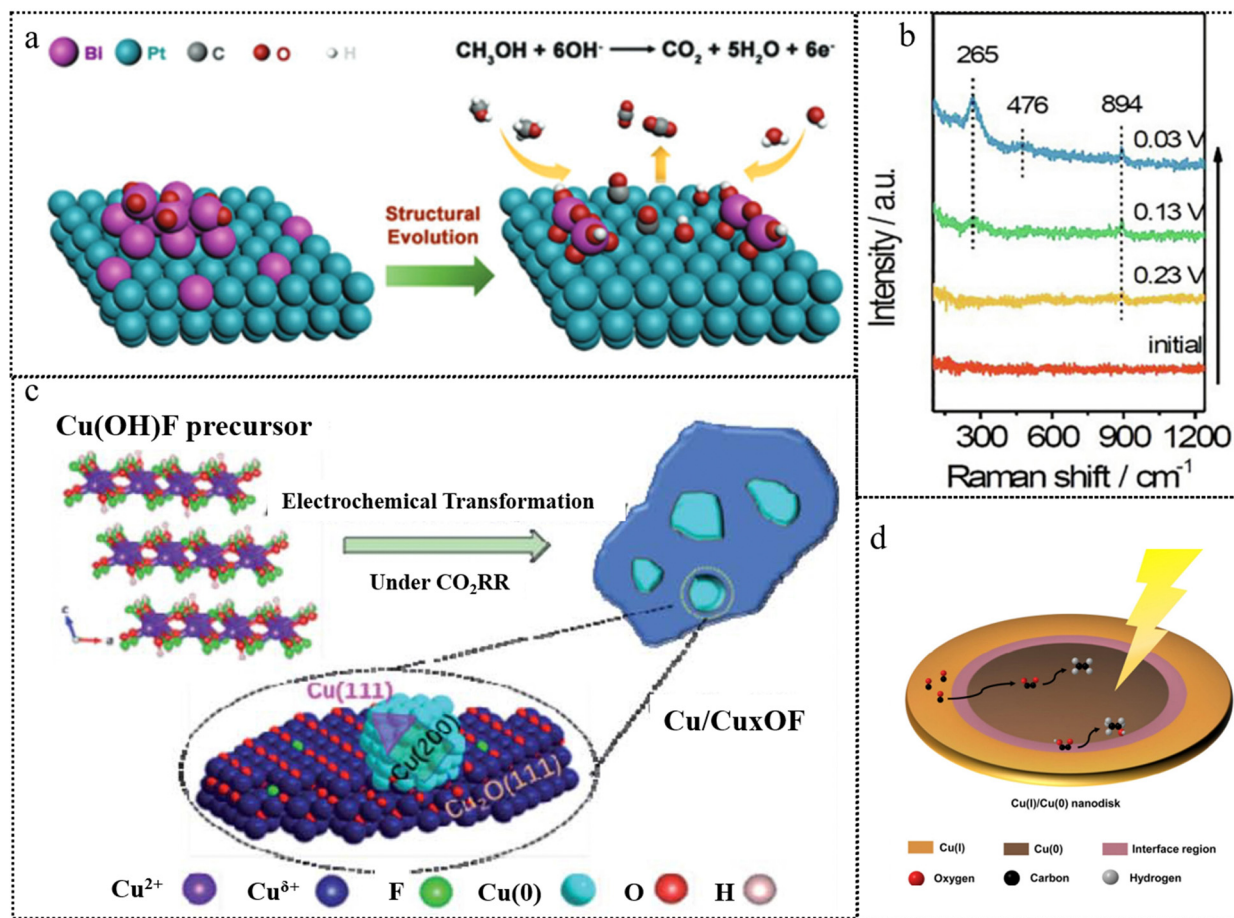 a
Bi Pt C O H
CH₃OH + 6OH⁻ ⟶ CO₂ + 5H₂O + 6e⁻
Structural
Evolution
b
265
476
894
0.03 V
0.13 V
0.23 V
initial
Intensity / a.u.
300 600 900 1200
Raman shift / cm⁻¹
c
Cu(OH)F precursor
Electrochemical Transformation
Under CO₂RR
c
a
Cu(111)
Cu(200)
Cu₂O(111)
Cu/CuxOF
Cu²⁺ Cuᵟ⁺ F Cu(0) O H
d
Cu(I)/Cu(0) nanodisk
Cu(I) Cu(0) Interface region
Oxygen Carbon Hydrogen